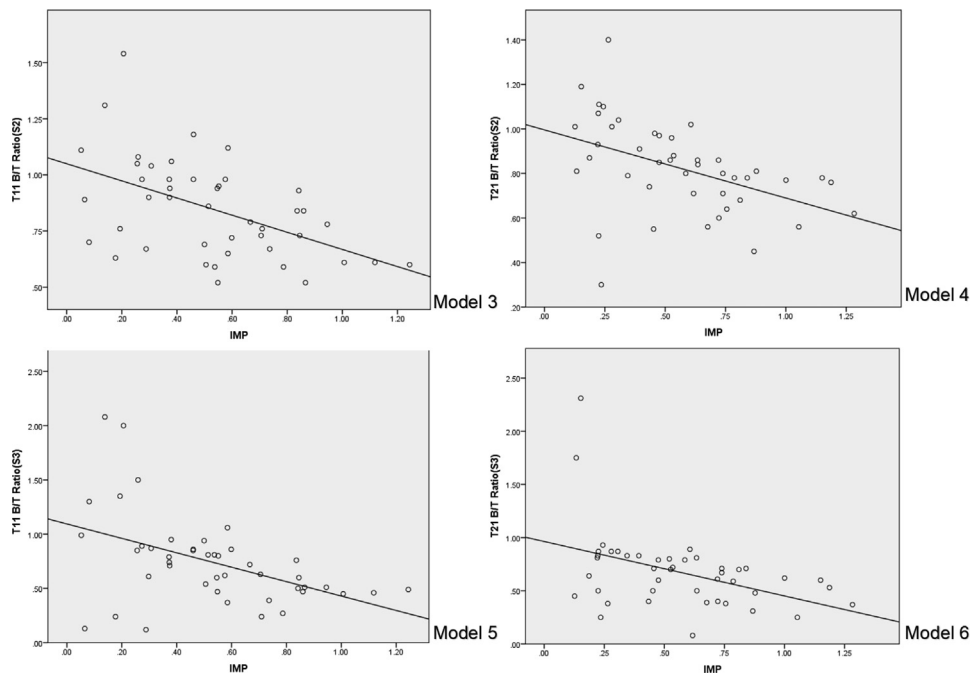 1.50
1.25
1.00
.75
.50
T11 B/T Ratio(S2)
.00 .20 .40 .60 .80 1.00 1.20
IMP
Model 3
1.40
1.20
1.00
.80
.60
.40
.20
T21 B/T Ratio(S2)
.00 .25 .50 .75 1.00 1.25
IMP
Model 4
2.50
2.00
1.50
1.00
.50
.00
T11 B/T Ratio(S3)
.00 .20 .40 .60 .80 1.00 1.20
IMP
Model 5
2.50
2.00
1.50
1.00
.50
.00
T21 B/T Ratio(S3)
.00 .25 .50 .75 1.00 1.25
IMP
Model 6